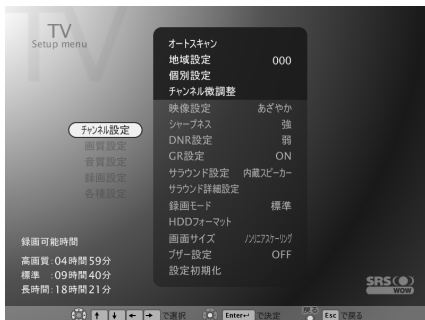 TV
Setup menu
オートスキャン
地域設定 000
個別設定
チャンネル微調整
映像設定 あざやか
シャープネス 強
DNR設定 弱
GR設定 ON
サラウンド設定 内蔵スピーカー
サラウンド詳細設定
録画モード 標準
HDDフォーマット
画面サイズ ノンリニアスケーリング
ブザー設定 OFF
設定初期化
チャンネル設定
画質設定
音質設定
録画設定
各種設定
録画可能時間
高画質:04時間59分
標準 :09時間40分
長時間:18時間21分
SRS(●)
WOW
↑ ↓ ← → で選択 Enter↵ で決定 戻る Esc で戻る